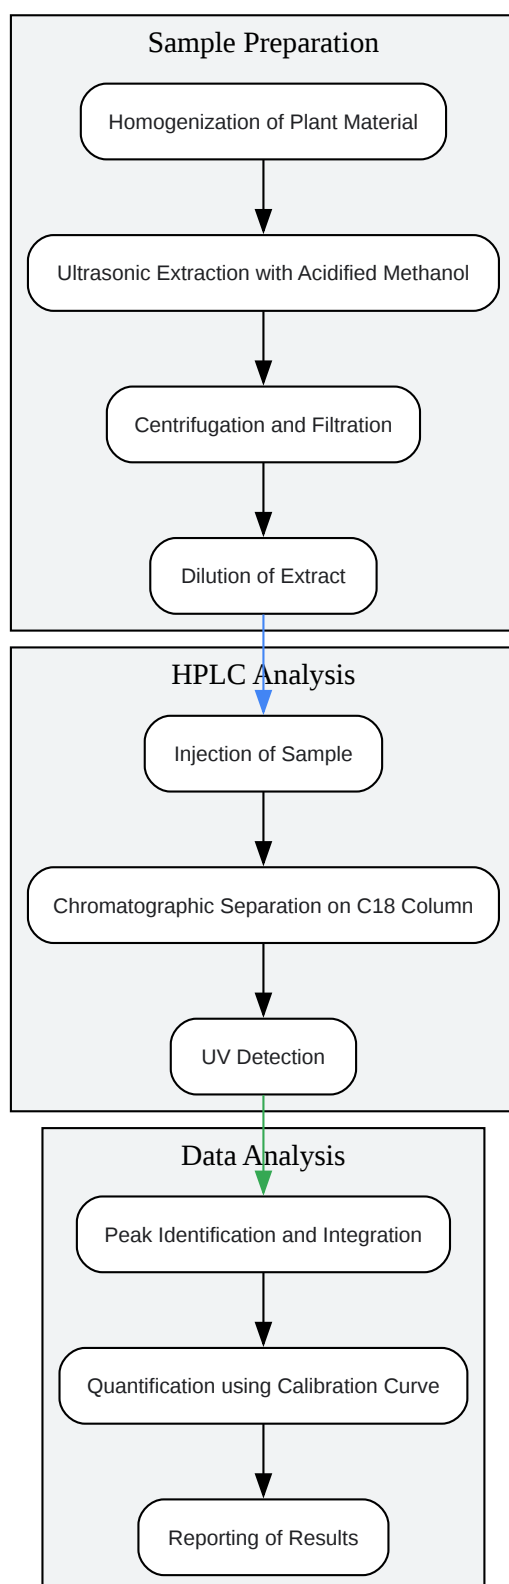 Sample Preparation
Homogenization of Plant Material
Ultrasonic Extraction with Acidified Methanol
Centrifugation and Filtration
Dilution of Extract
HPLC Analysis
Injection of Sample
Chromatographic Separation on C18 Column
UV Detection
Data Analysis
Peak Identification and Integration
Quantification using Calibration Curve
Reporting of Results